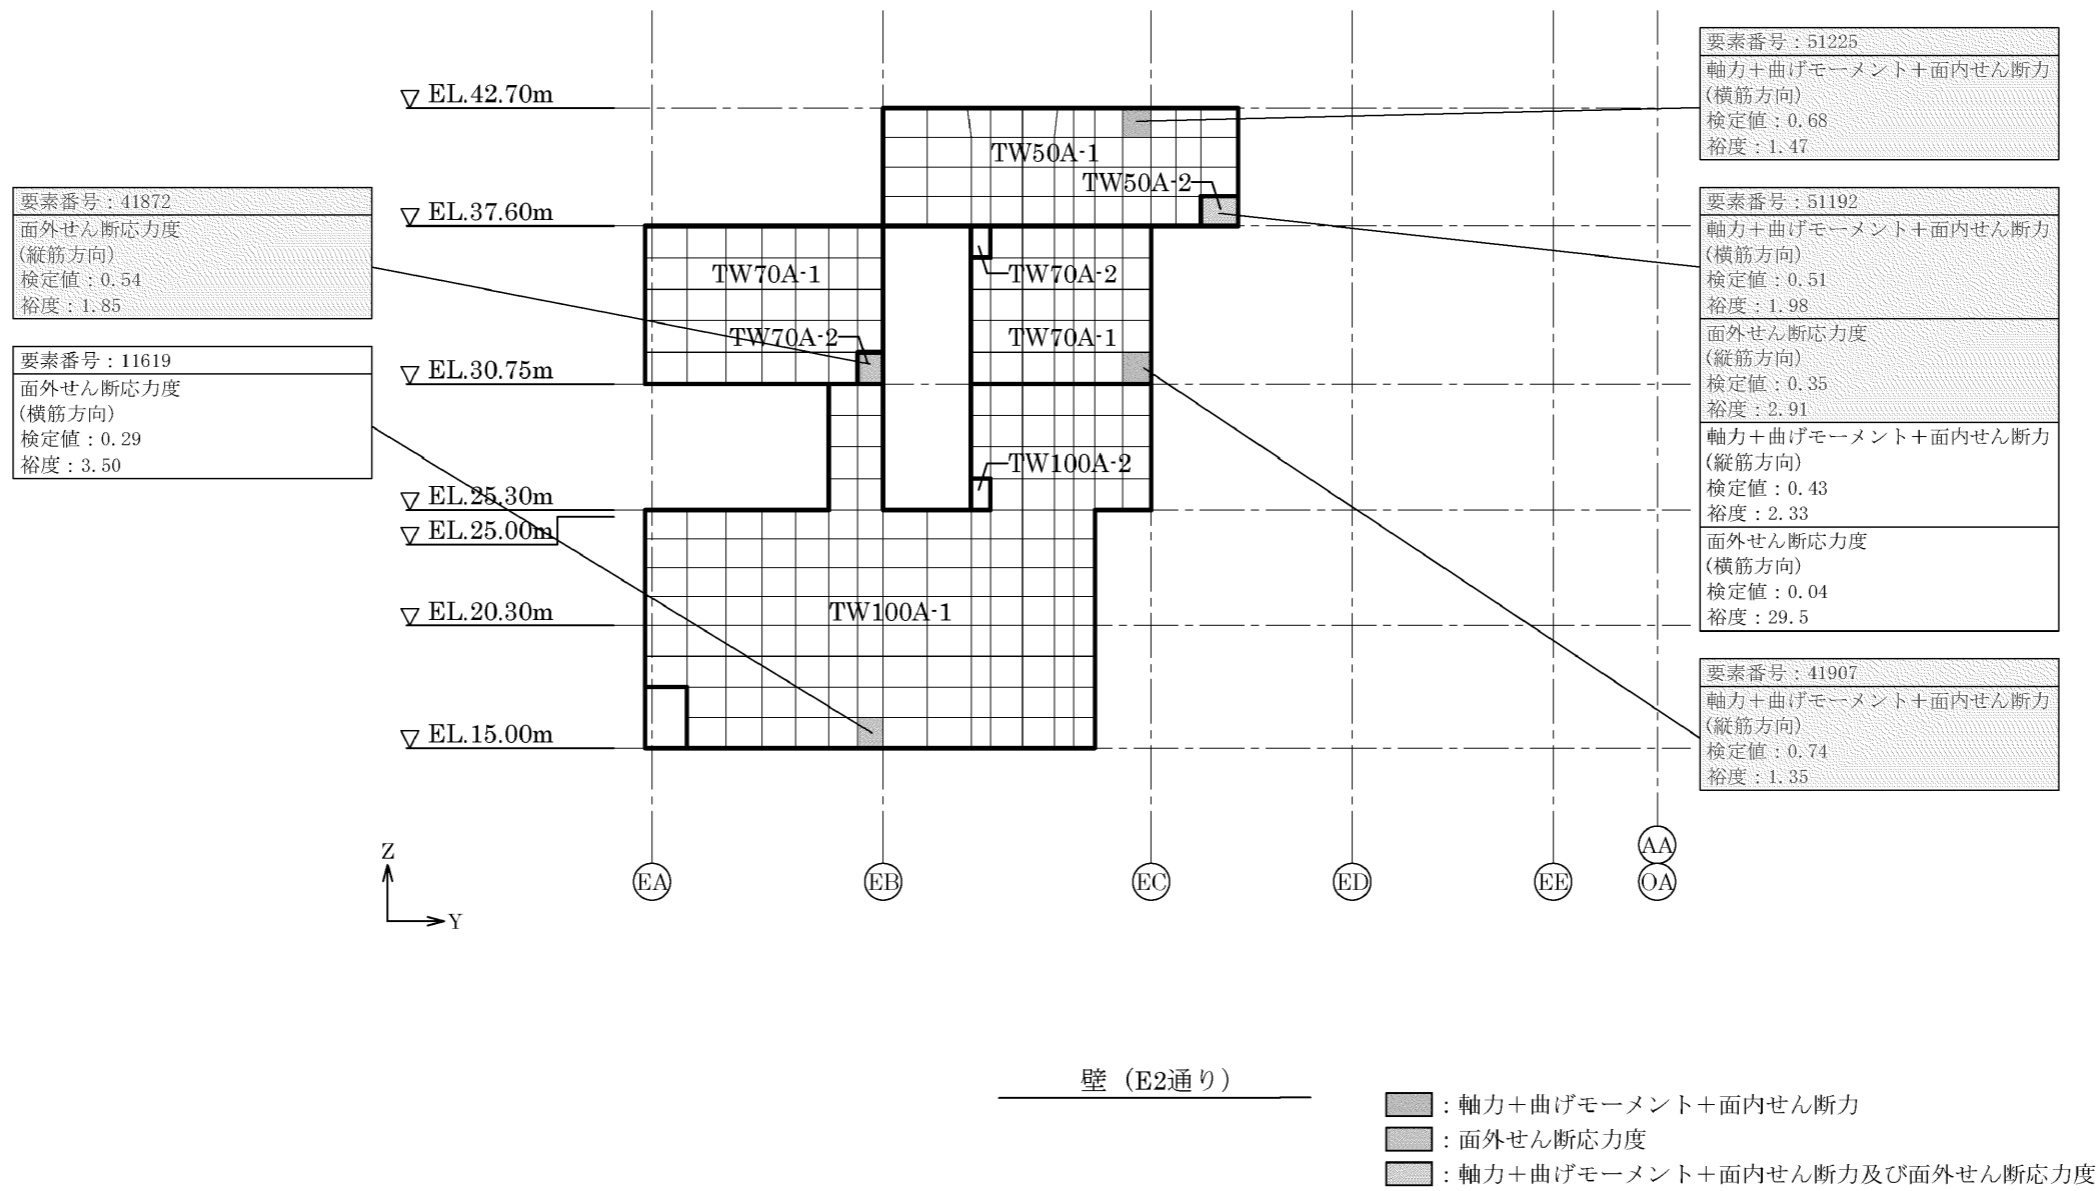 要素番号：51225
軸力＋曲げモーメント＋面内せん断力
(横筋方向)
検定値：0.68
裕度：1.47
▽ EL.42.70m
TW50A-1
TW50A-2
要素番号：41872
面外せん断応力度
(縦筋方向)
検定値：0.54
裕度：1.85
▽ EL.37.60m
要素番号：51192
軸力＋曲げモーメント＋面内せん断力
(横筋方向)
検定値：0.51
裕度：1.98
面外せん断応力度
(縦筋方向)
検定値：0.35
裕度：2.91
軸力＋曲げモーメント＋面内せん断力
(縦筋方向)
検定値：0.43
裕度：2.33
面外せん断応力度
(横筋方向)
検定値：0.04
裕度：29.5
TW70A-1
TW70A-2
TW70A-2
TW70A-1
要素番号：11619
面外せん断応力度
(横筋方向)
検定値：0.29
裕度：3.50
▽ EL.30.75m
TW100A-2
▽ EL.25.30m
▽ EL.25.00m
▽ EL.20.30m
TW100A-1
▽ EL.15.00m
要素番号：41907
軸力＋曲げモーメント＋面内せん断力
(縦筋方向)
検定値：0.74
裕度：1.35
Z
Y
EA
EB
EC
ED
EE
AA
OA
壁（E2通り）
：軸力＋曲げモーメント＋面内せん断力
：面外せん断応力度
：軸力＋曲げモーメント＋面内せん断力及び面外せん断応力度